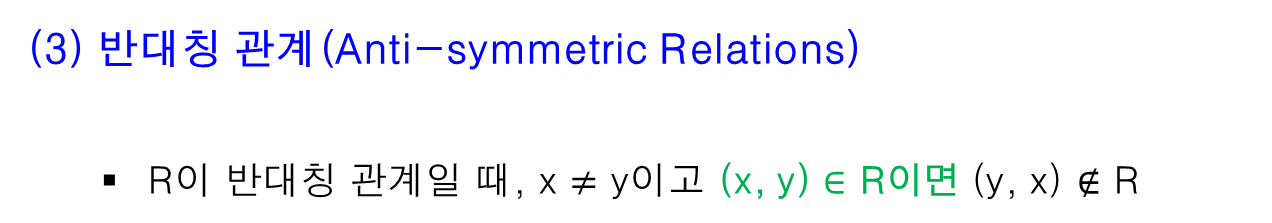 (3) 반대칭 관계(Anti-symmetric Relations)
▪ R이 반대칭 관계일 때, x ≠ y이고 (x, y) ∈ R이면 (y, x) ∉ R